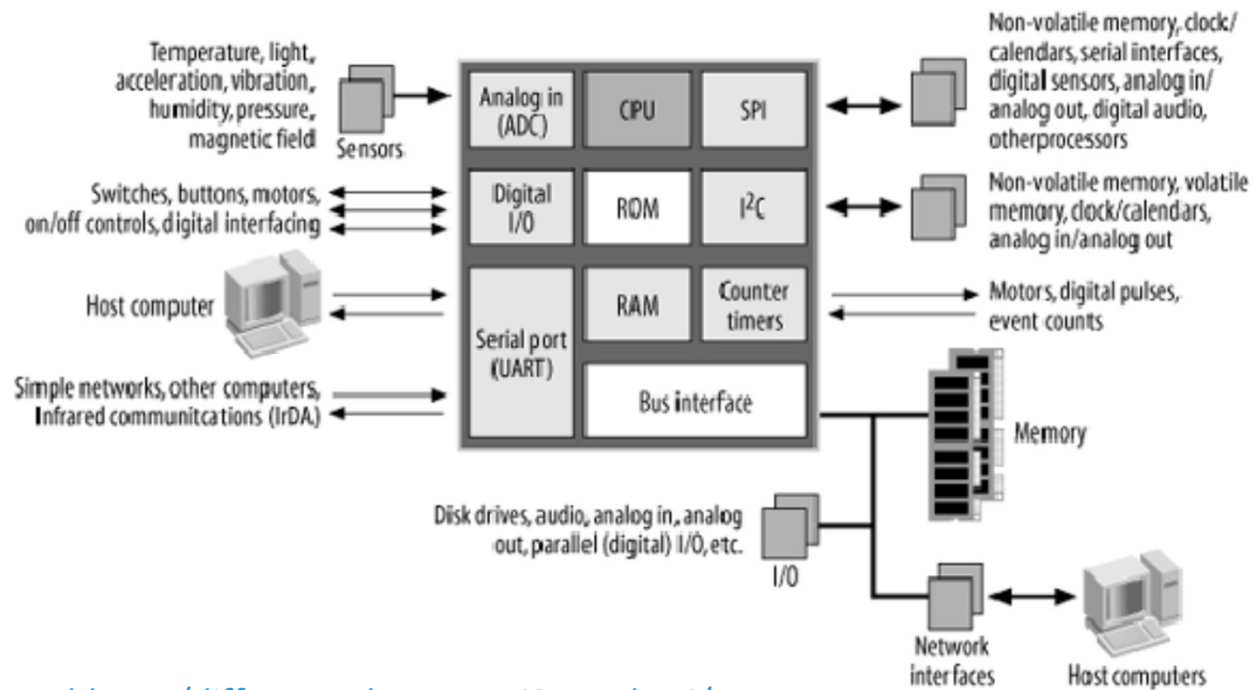 Temperature, light,
acceleration, vibration,
humidity, pressure,
magnetic field
Sensors
Switches, buttons, motors,
on/off controls, digital interfacing
Host computer
Simple networks, other computers,
Infrared communitcations (IrDA)
Analog in
(ADC)
CPU
SPI
Digital
I/O
ROM
I²C
Serial port
(UART)
RAM
Counter
timers
Bus interface
Non-volatile memory, clock/
calendars, serial interfaces,
digital sensors, analog in/
analog out, digital audio,
otherprocessors
Non-volatile memory, volatile
memory, clock/calendars,
analog in/analog out
Motors, digital pulses,
event counts
Memory
Disk drives, audio, analog in, analog
out, parallel (digital) I/O, etc.
I/O
Network
interfaces
Host computers